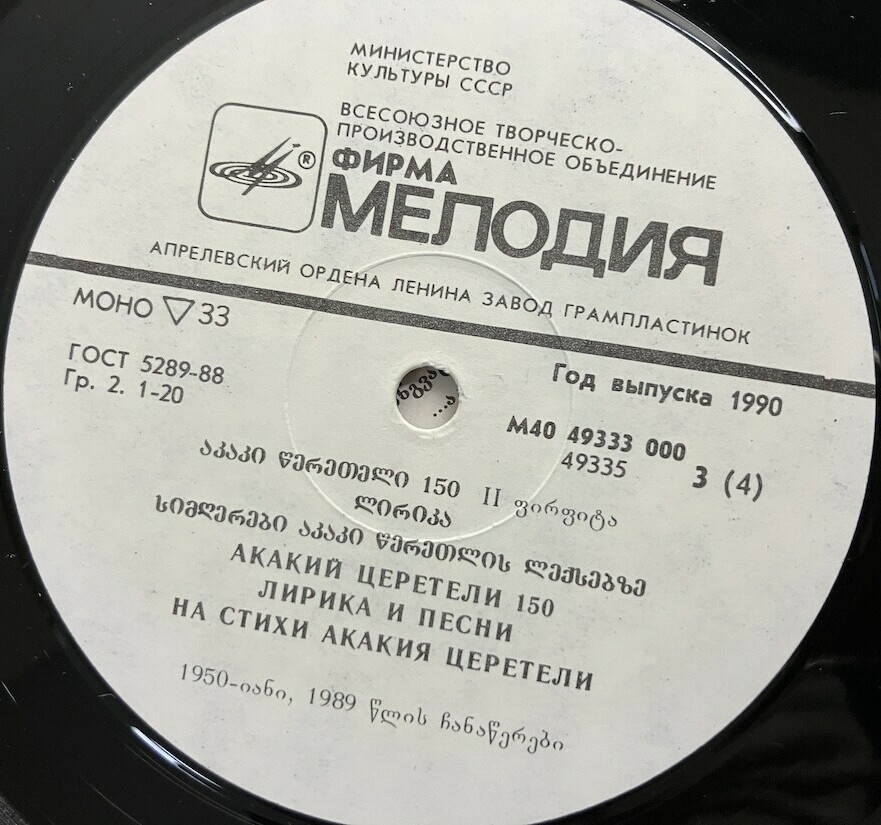 МИНИСТЕРСТВО
КУЛЬТУРЫ СССР
ВСЕСОЮЗНОЕ ТВОРЧЕСКО-
ПРОИЗВОДСТВЕННОЕ ОБЪЕДИНЕНИЕ
®
ФИРМА
МЕЛОДИЯ
АПРЕЛЕВСКИЙ ОРДЕНА ЛЕНИНА ЗАВОД ГРАМПЛАСТИНОК
МОНО ▽ 33
ГОСТ 5289-88
Гр. 2. 1-20
Год выпуска 1990
М40 49333 000
49335
3 (4)
აკაკი წერეთელი 150 II ფირფიტა
ლირიკა
სიმღერები აკაკი წერეთლის ლექსებზე
АКАКИЙ ЦЕРЕТЕЛИ 150
ЛИРИКА И ПЕСНИ
НА СТИХИ АКАКИЯ ЦЕРЕТЕЛИ
1950-იანი, 1989 წლის ჩანაწერები